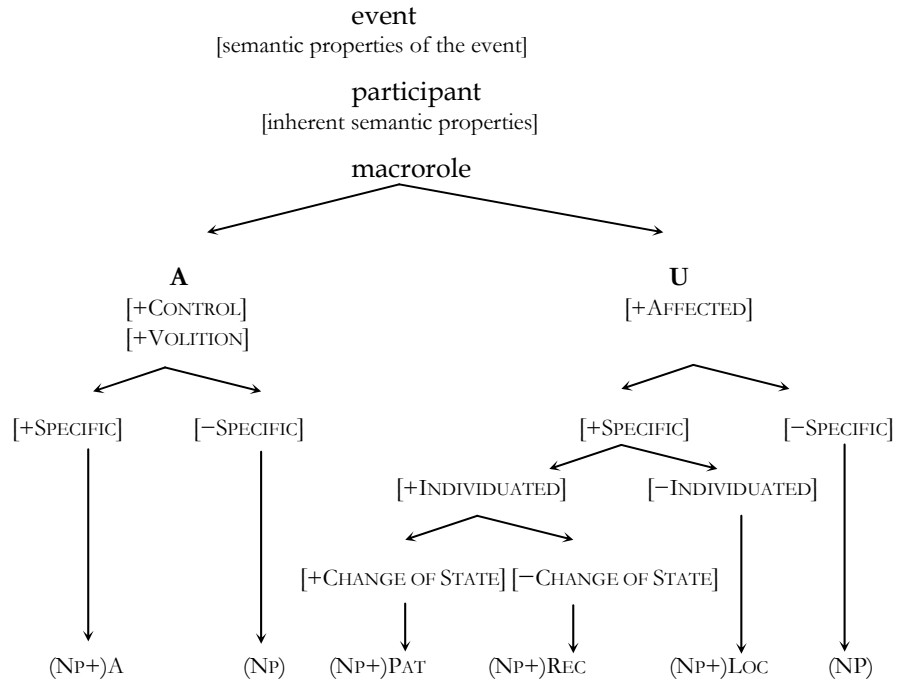 event
[semantic properties of the event]
participant
[inherent semantic properties]
macrorole
A U
[+CONTROL] [+AFFECTED]
[+VOLITION]
[+SPECIFIC] [−SPECIFIC] [+SPECIFIC] [−SPECIFIC]
[+INDIVIDUATED] [−INDIVIDUATED]
[+CHANGE OF STATE] [−CHANGE OF STATE]
(NP+)A (NP) (NP+)PAT (NP+)REC (NP+)LOC (NP)